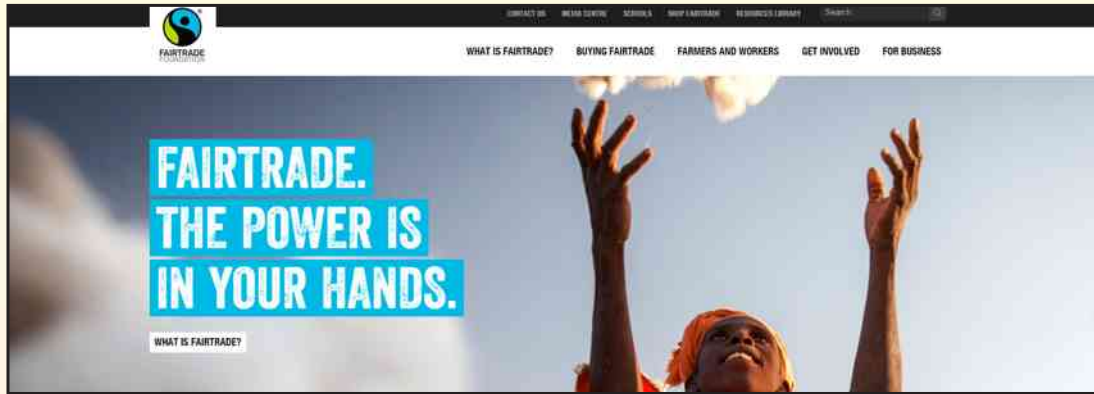 CONTACT US MEDIA CENTRE SCHOOLS SHOP FAIRTRADE RESOURCES LIBRARY Search
FAIRTRADE
FOUNDATION
WHAT IS FAIRTRADE? BUYING FAIRTRADE FARMERS AND WORKERS GET INVOLVED FOR BUSINESS
FAIRTRADE.
THE POWER IS
IN YOUR HANDS.
WHAT IS FAIRTRADE?